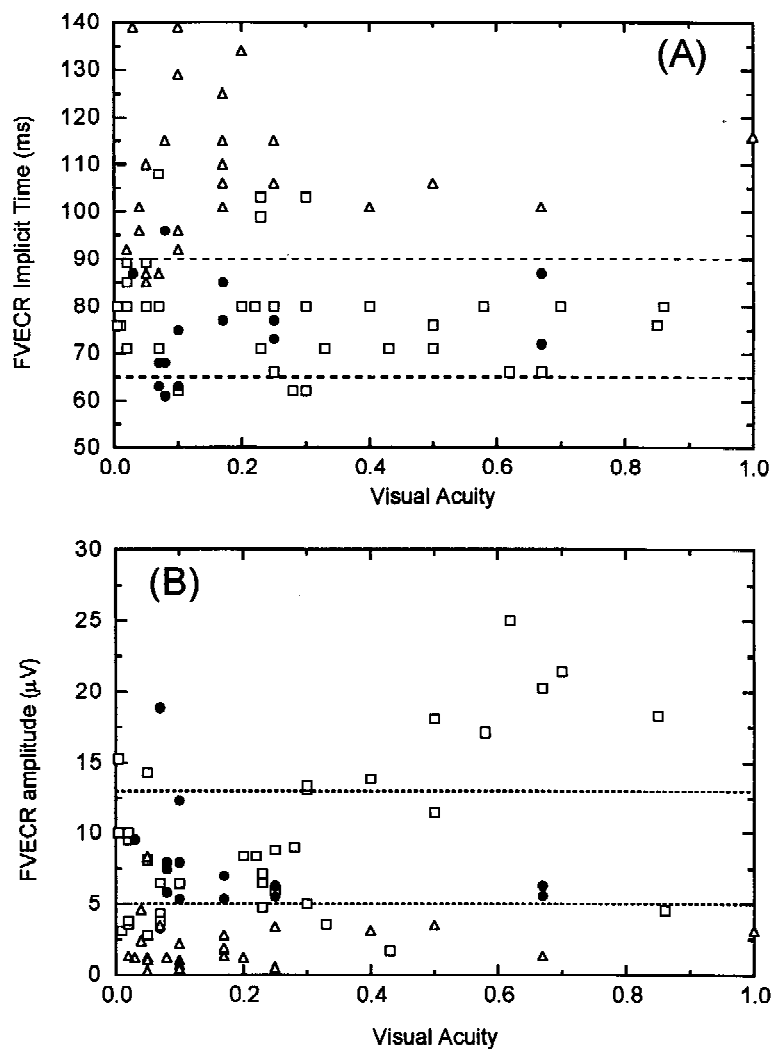 140
130
120
110
100
90
80
70
60
50
FVECR Implicit Time (ms)
(A)
0.0 0.2 0.4 0.6 0.8 1.0
Visual Acuity
30
25
20
15
10
5
0
FVECR amplitude (μV)
(B)
0.0 0.2 0.4 0.6 0.8 1.0
Visual Acuity